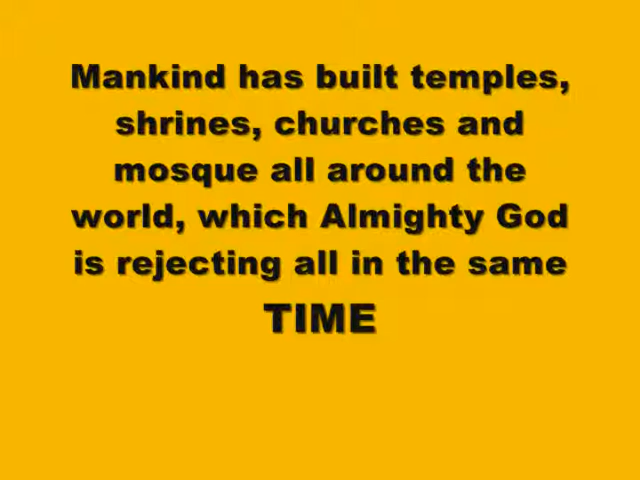 Mankind has built temples,
shrines, churches and
mosque all around the
world, which Almighty God
is rejecting all in the same
TIME